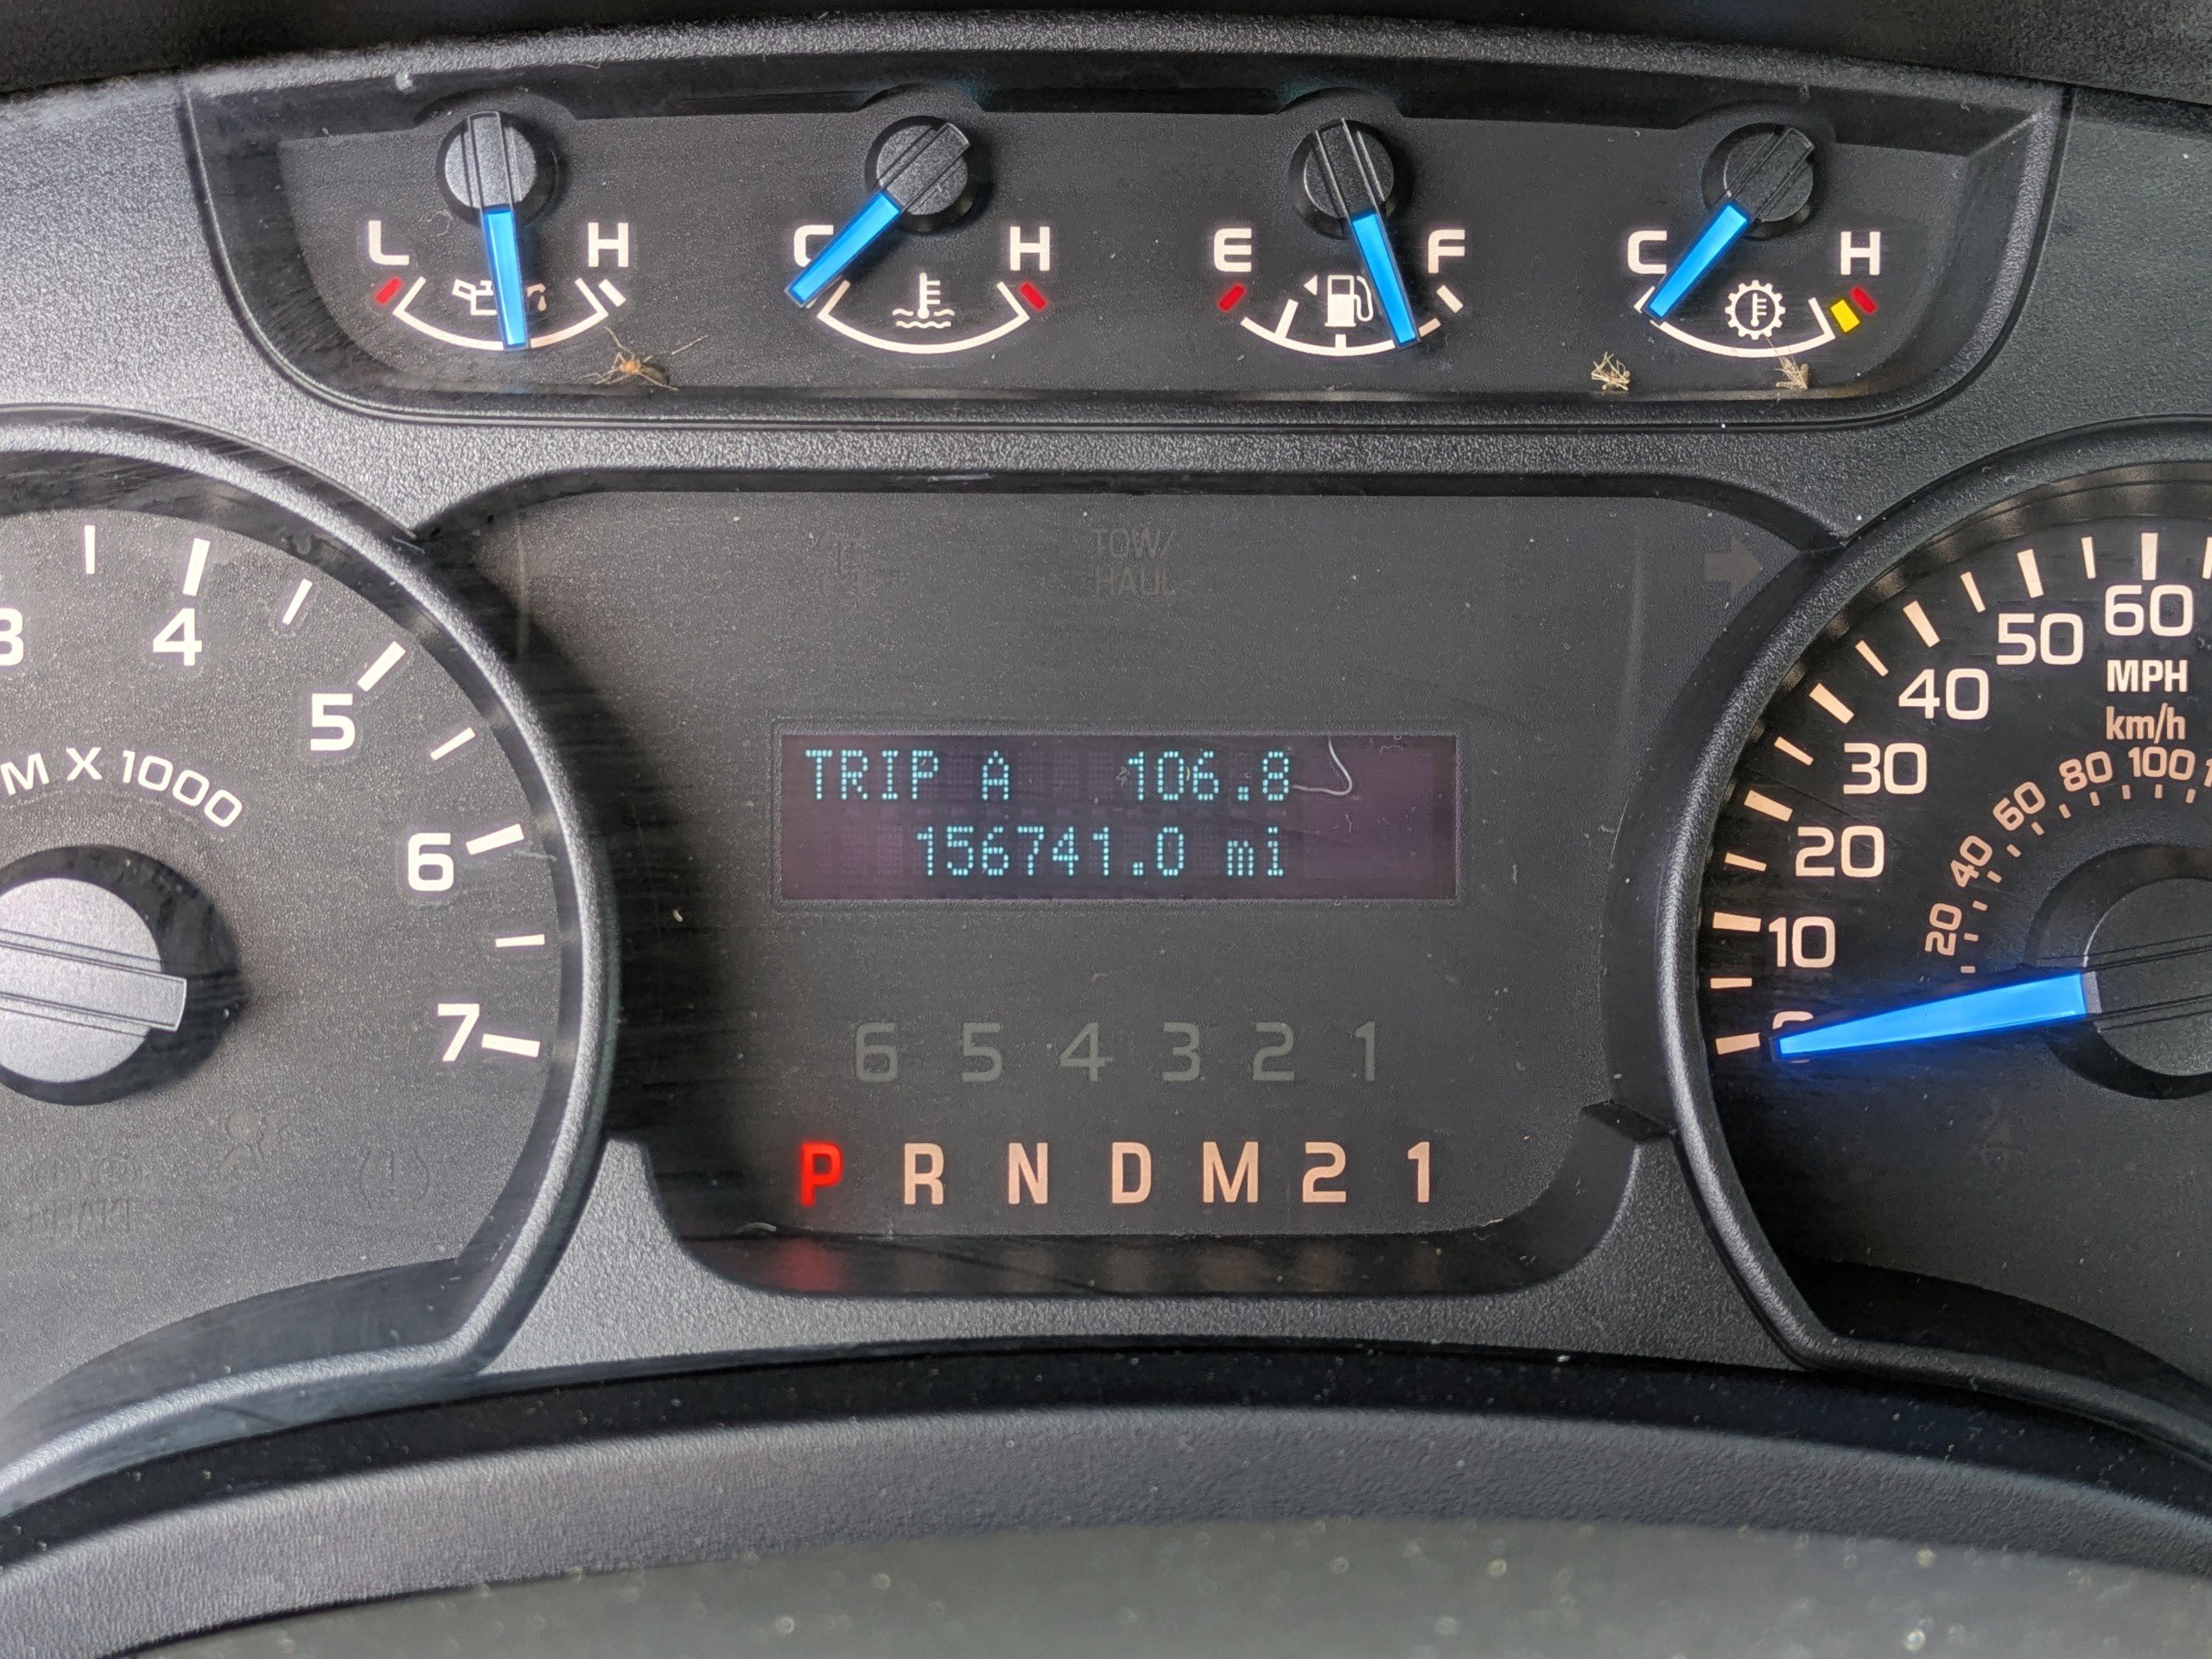 L H
C H
E F
C H
TOW/
HAUL
3 4 5 6 7
M X 1000
TRIP A 106.8
156741.0 mi
6 5 4 3 2 1
P R N D M 2 1
10 20 30 40 50 60
MPH
km/h
20 40 60 80 100